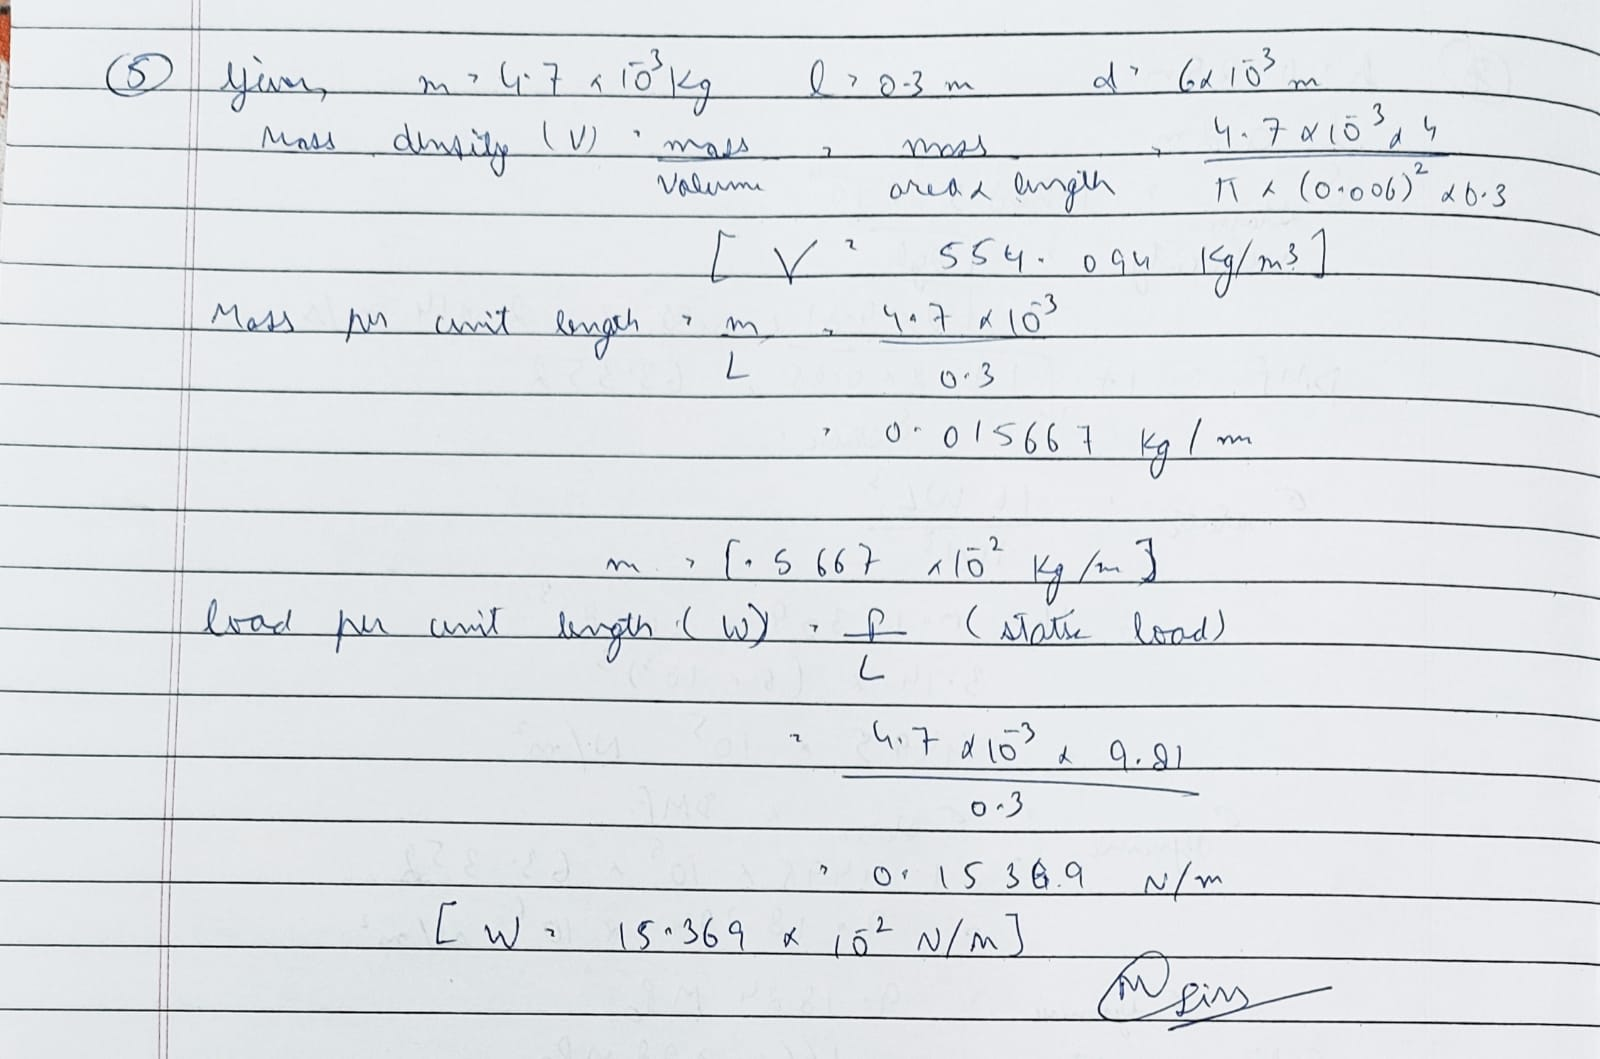 (5) Given, m = 4.7 × 10⁻³ Kg l = 0.3 m d = 6 × 10⁻³ m
Mass density (V) = mass / Volume = mass / area × length = 4.7 × 10⁻³ × 4 / π × (0.006)² × 0.3
[ V = 554.094 Kg/m³ ]
Mass per unit length = m / L = 4.7 × 10⁻³ / 0.3
= 0.015667 kg / m
m = [.5667 × 10⁻² Kg/m]
load per unit length (W) = P / L (static load)
= 4.7 × 10⁻³ × 9.81 / 0.3
= 0.15369 N/m
[ W = 15.369 × 10⁻² N/m ]